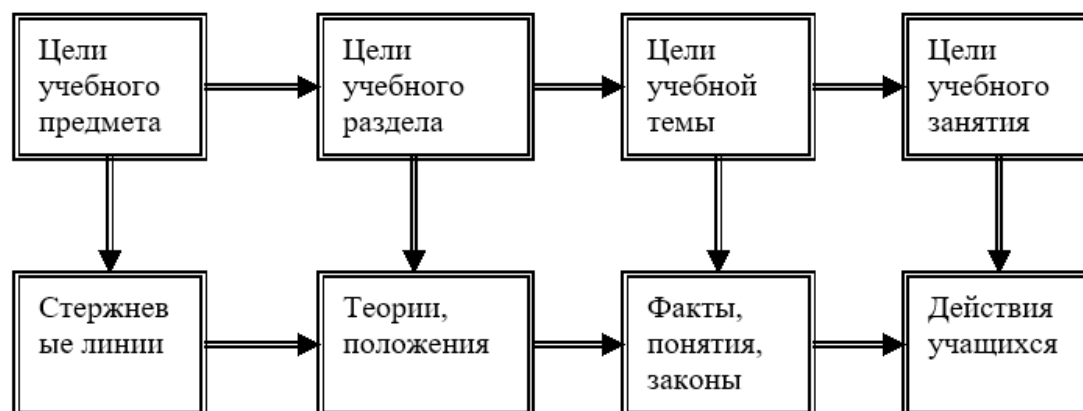 Цели
учебного
предмета
Цели
учебного
раздела
Цели
учебной
темы
Цели
учебного
занятия
Стержнев
ые линии
Теории,
положения
Факты,
понятия,
законы
Действия
учащихся